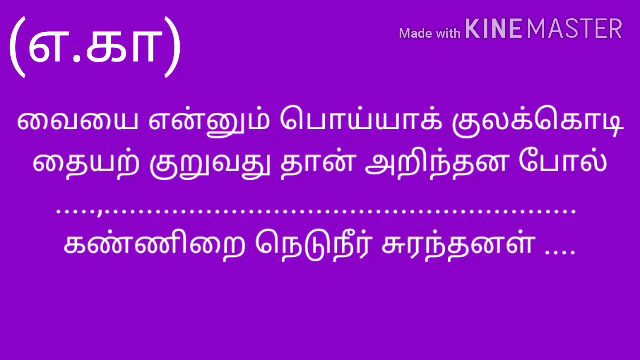 (எ.கா)
Made with KINEMASTER
வையை என்னும் பொய்யாக் குலக்கொடி
தையற் குறுவது தான் அறிந்தன போல்
.....,.........................................................
கண்ணிறை நெடுநீர் சுரந்தனள் ....